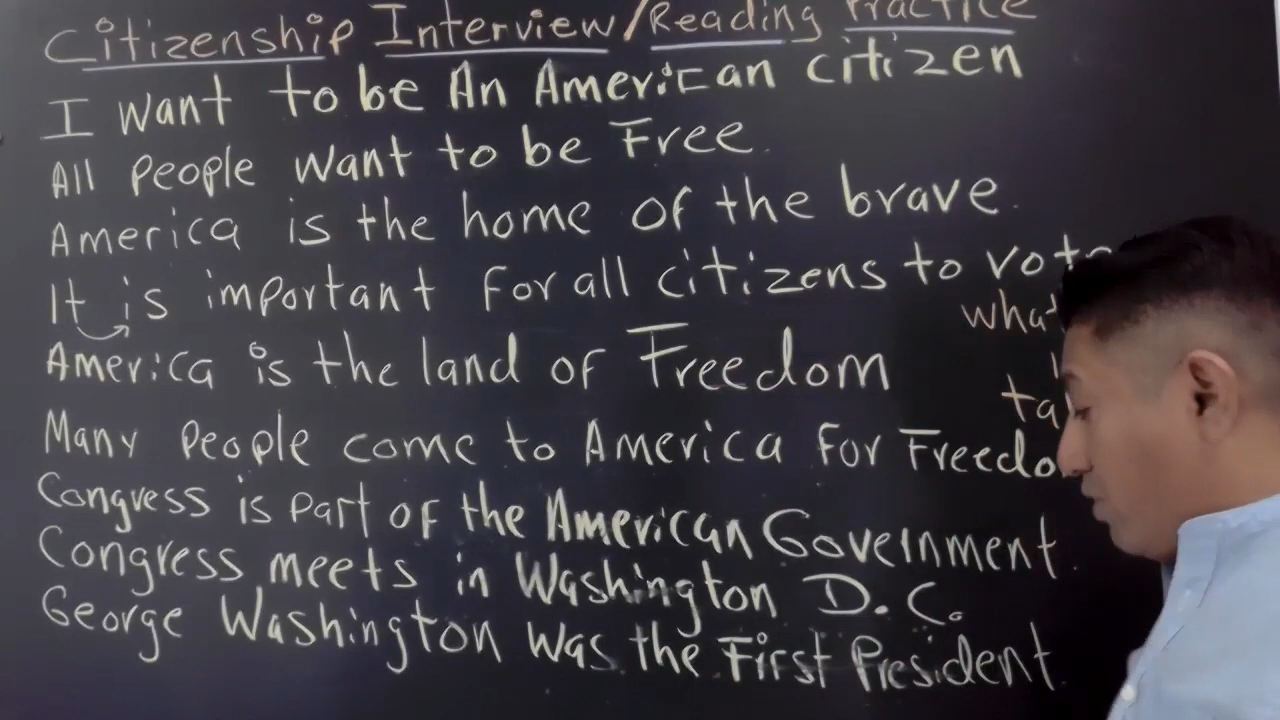 Citizenship Interview/Reading Practice
I want to be An American citizen
All people want to be Free.
America is the home of the brave.
It is important for all citizens to vote
what
America is the land of Freedom
Many people come to America for
Congress is part of the American Government.
Congress meets in Washington D.C.
George Washington was the First President.